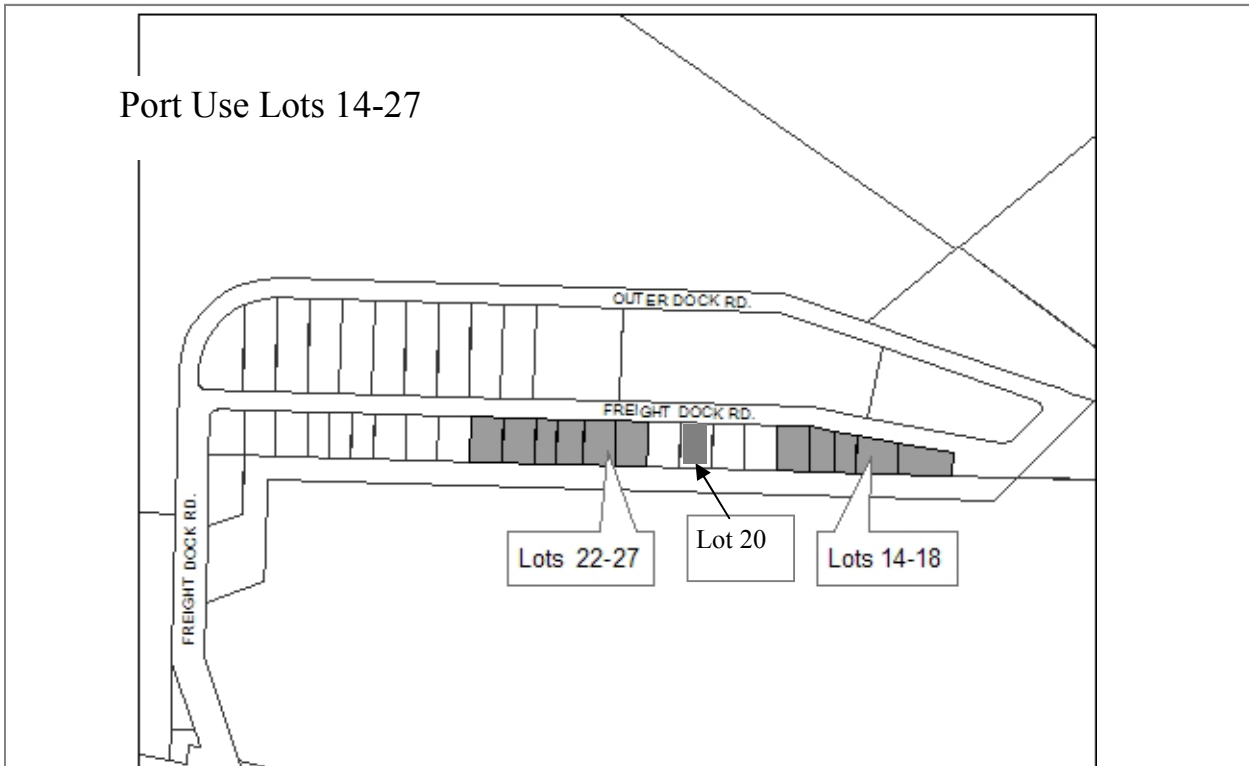 Port Use Lots 14-27
OUTER DOCK RD.
FREIGHT DOCK RD.
Lots 22-27
Lot 20
Lots 14-18
FREIGHT DOCK RD.